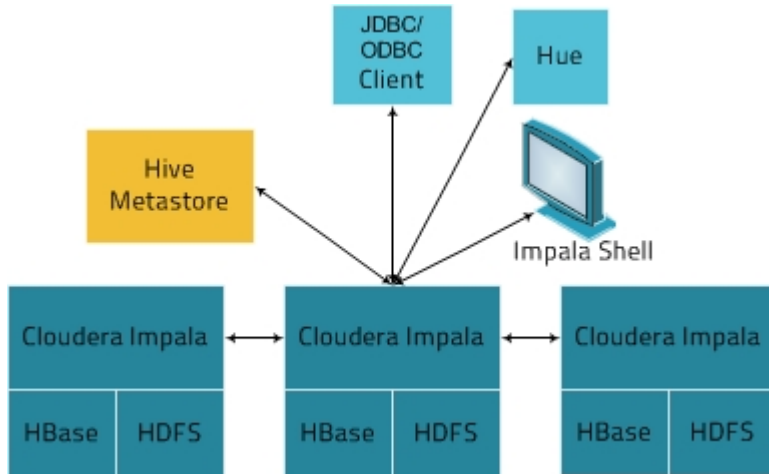 JDBC/
ODBC
Client
Hue
Hive
Metastore
Impala Shell
Cloudera Impala
Cloudera Impala
Cloudera Impala
HBase
HDFS
HBase
HDFS
HBase
HDFS